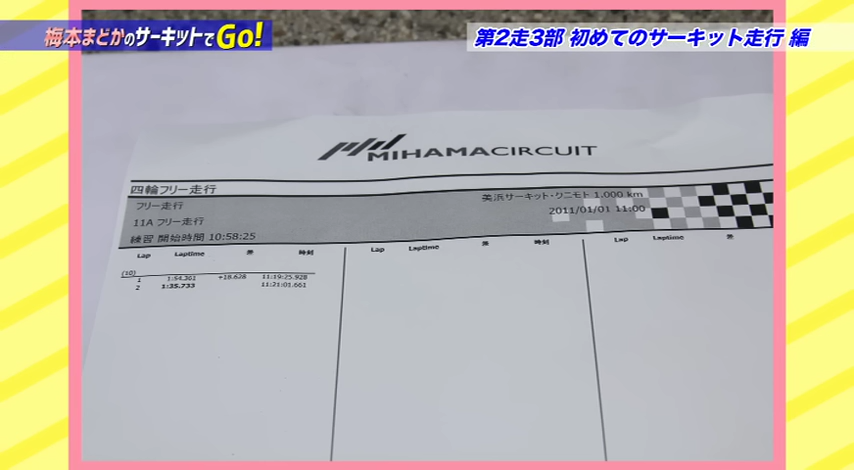 梅本まどかのサーキットでGo!
第2走3部 初めてのサーキット走行 編
MIHAMACIRCUIT
四輪フリー走行
フリー走行
美浜サーキット・クニモト 1,000 km
11A フリー走行
2011/01/01 11:00
練習 開始時間 10:58:25
Lap Laptime 差 時刻 Lap Laptime 差 時刻 Lap Laptime 差
(10)
1 1:54.361 +18.628 11:19:25.928
2 1:35.733 11:21:01.661